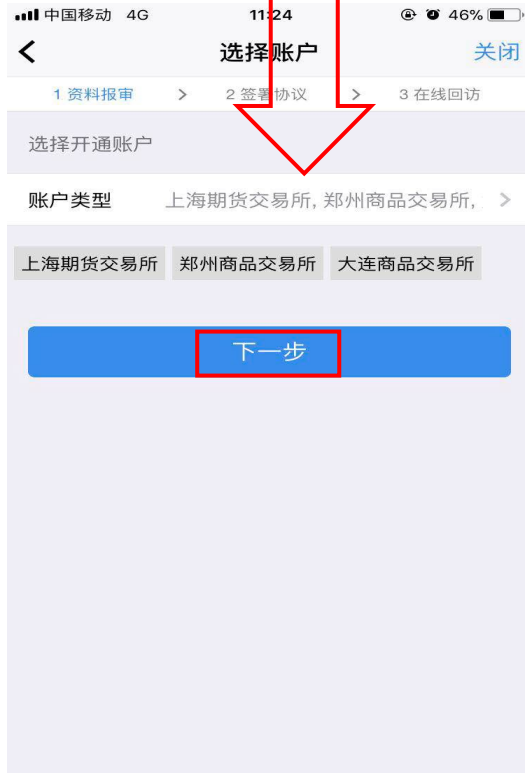 中国移动 4G 11:24 46%
选择账户 关闭
1 资料报审 > 2 签署协议 > 3 在线回访
选择开通账户
账户类型 上海期货交易所, 郑州商品交易所, >
上海期货交易所 郑州商品交易所 大连商品交易所
下一步